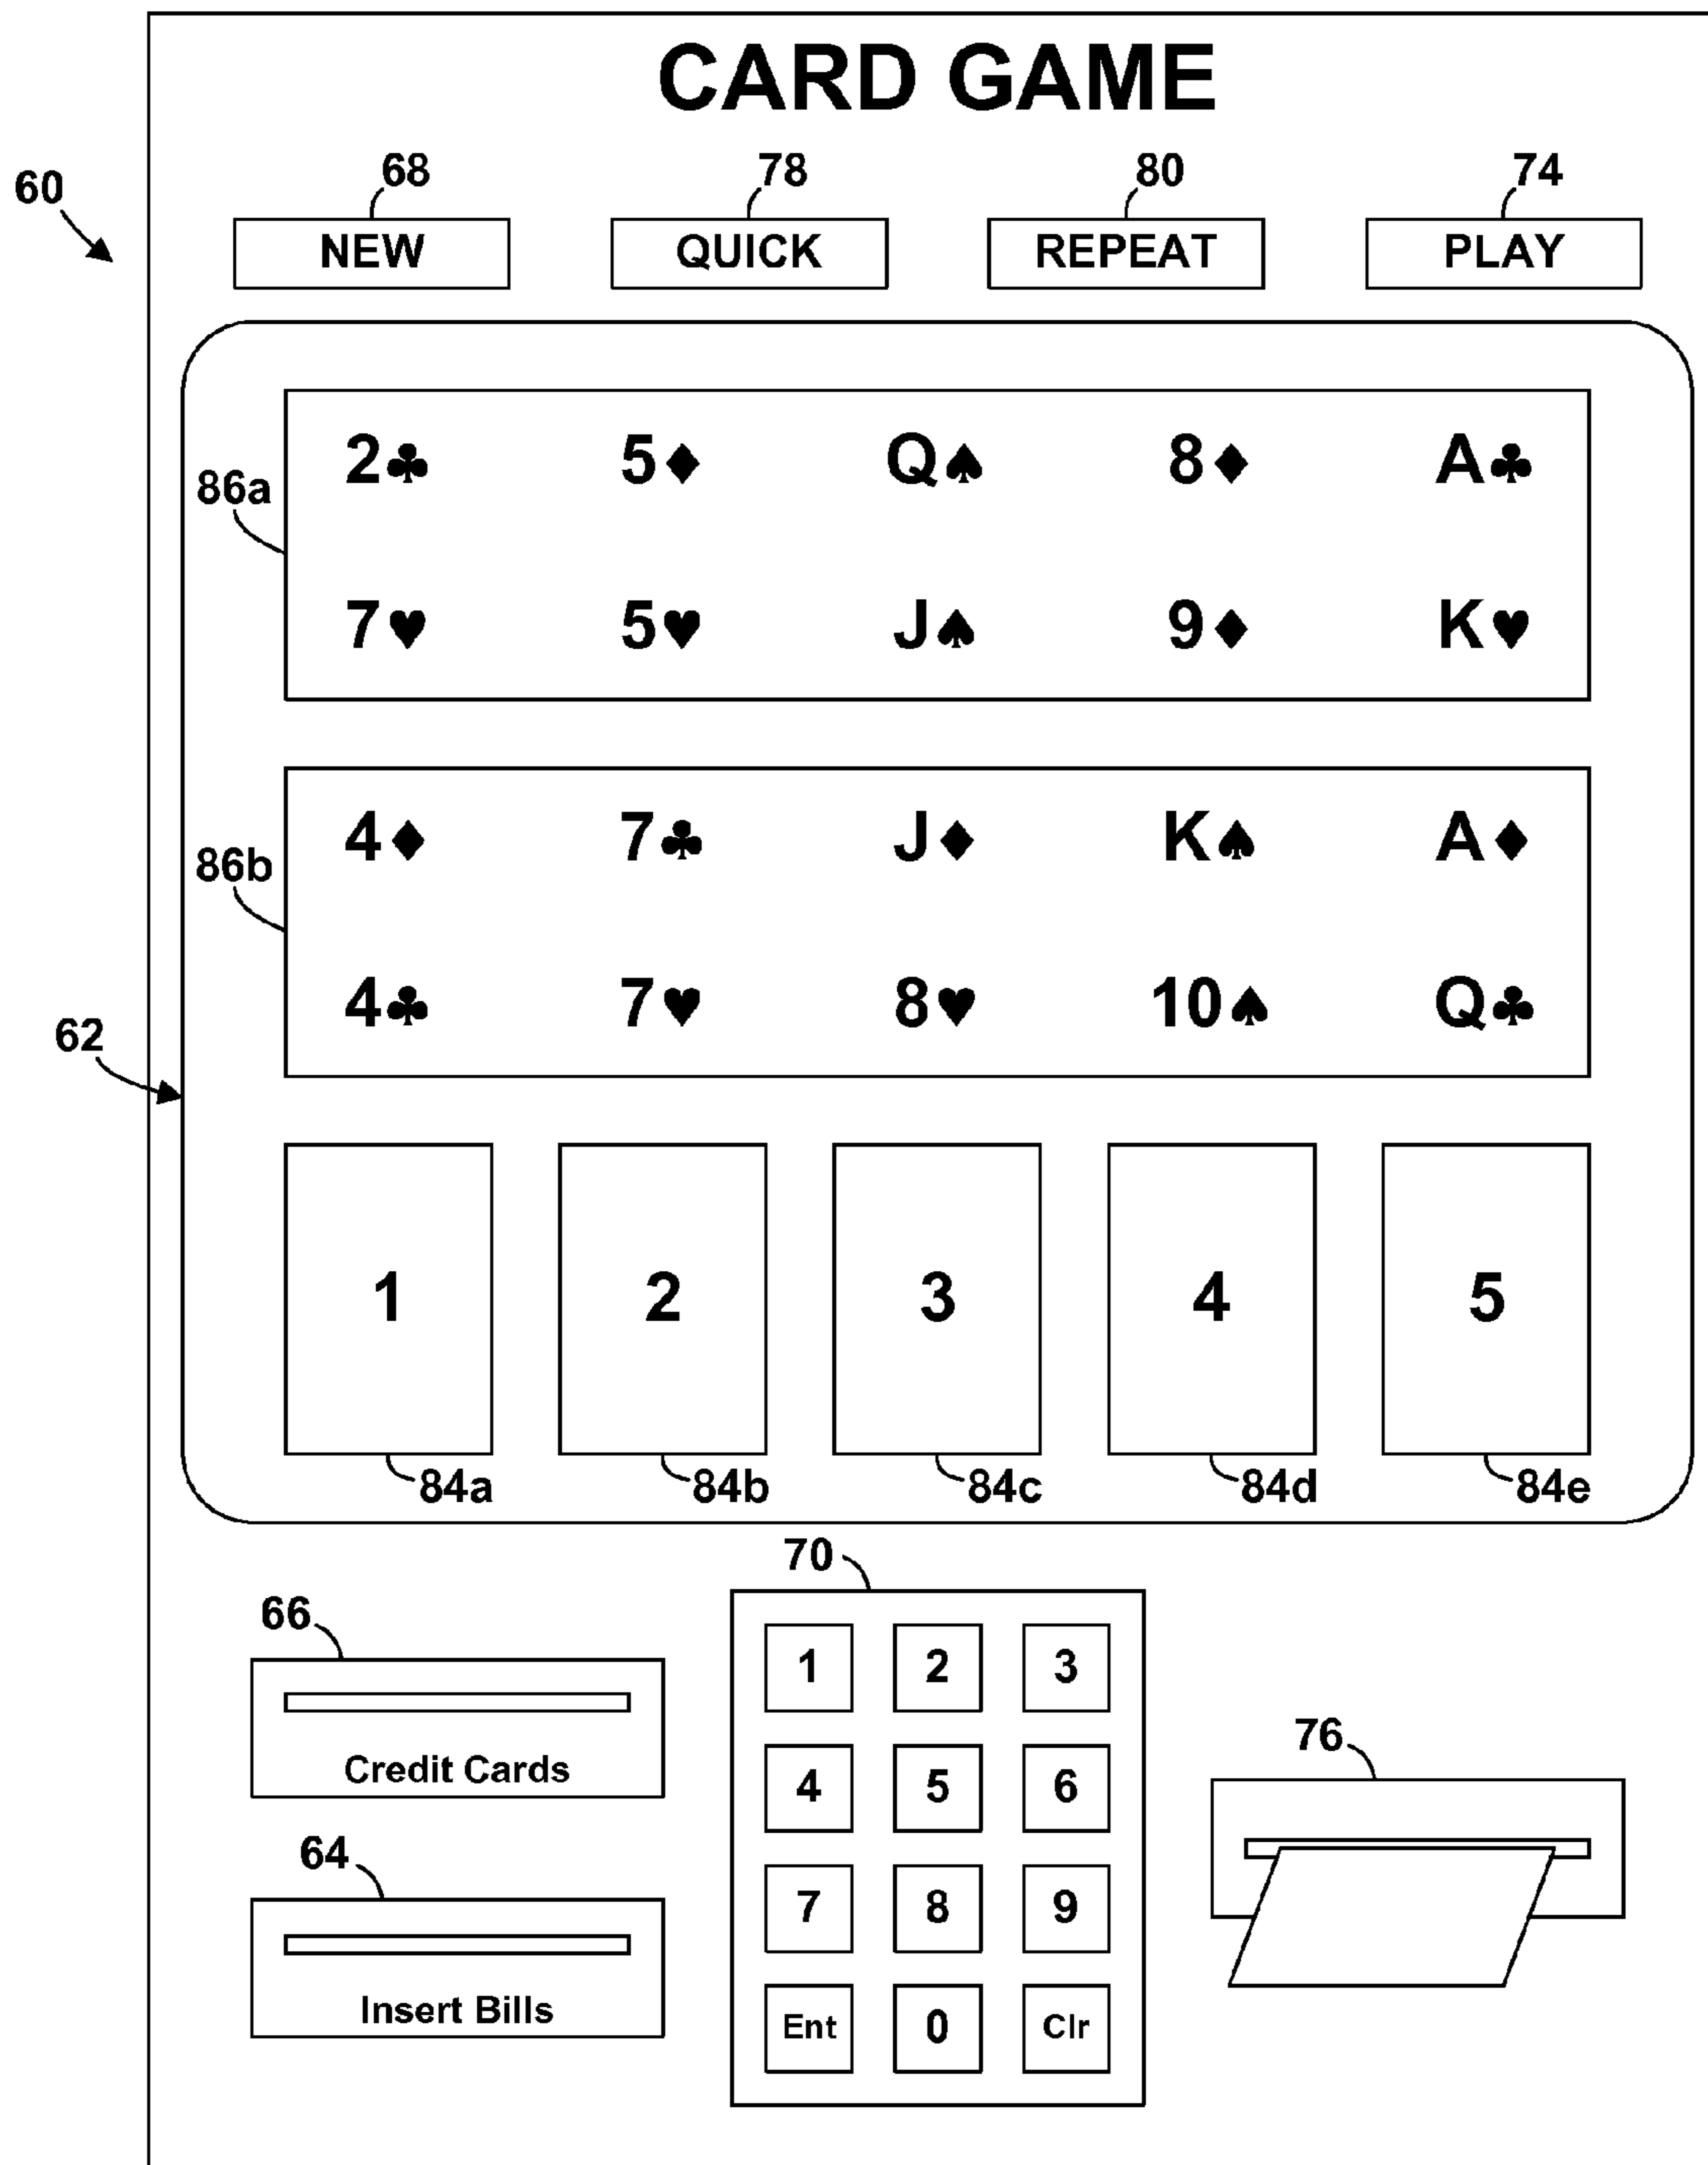 CARD GAME
60
68 78 80 74
NEW QUICK REPEAT PLAY
86a
2♣ 5♦ Q♠ 8♦ A♣
7♥ 5♥ J♠ 9♦ K♥
86b
4♦ 7♣ J♦ K♠ A♦
4♣ 7♥ 8♥ 10♠ Q♣
62
1 2 3 4 5
84a 84b 84c 84d 84e
66
Credit Cards
64
Insert Bills
70
1 2 3
4 5 6
7 8 9
Ent 0 Clr
76